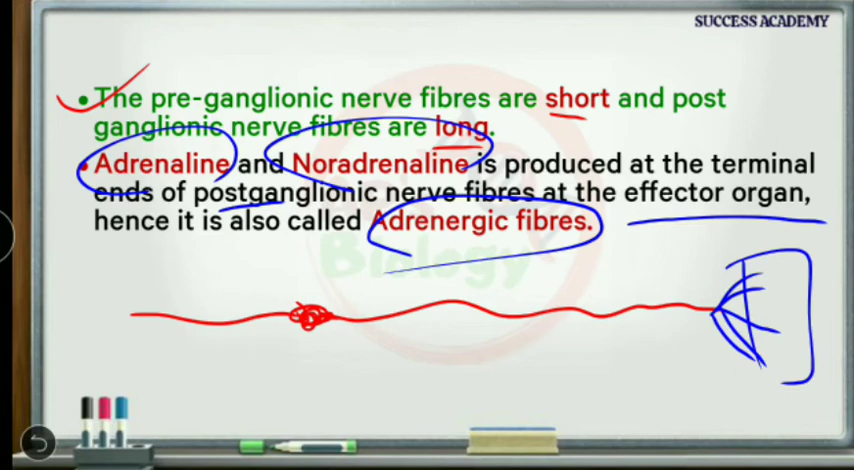 SUCCESS ACADEMY
• The pre-ganglionic nerve fibres are short and post
ganglionic nerve fibres are long.
• Adrenaline and Noradrenaline is produced at the terminal
ends of postganglionic nerve fibres at the effector organ,
hence it is also called Adrenergic fibres.
Biology